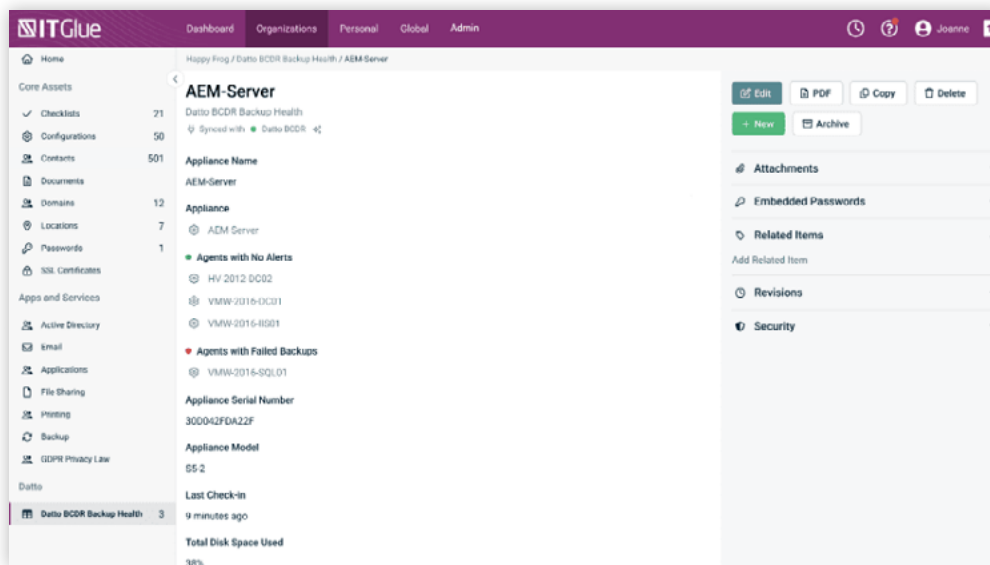 ITGlue
Dashboard Organizations Personal Global Admin
Joanne
Home
Happy Frog / Datto BCDR Backup Health / AEM-Server
Core Assets
Checklists 21
Configurations 50
Contacts 501
Documents
Domains 12
Locations 7
Passwords 1
SSL Certificates
Apps and Services
Active Directory
Email
Applications
File Sharing
Printing
Backup
GDPR Privacy Law
Datto
Datto BCDR Backup Health 3
AEM-Server
Datto BCDR Backup Health
Synced with Datto BCDR
Appliance Name
AEM-Server
Appliance
AEM Server
Agents with No Alerts
HV 2012 DC02
VMW-2016-DC01
VMW-2016-IIS01
Agents with Failed Backups
VMW-2016-SQL01
Appliance Serial Number
30D042FDA22F
Appliance Model
S5-2
Last Check-in
9 minutes ago
Total Disk Space Used
38%
Edit PDF Copy Delete
+ New Archive
Attachments
Embedded Passwords
Related Items
Add Related Item
Revisions
Security